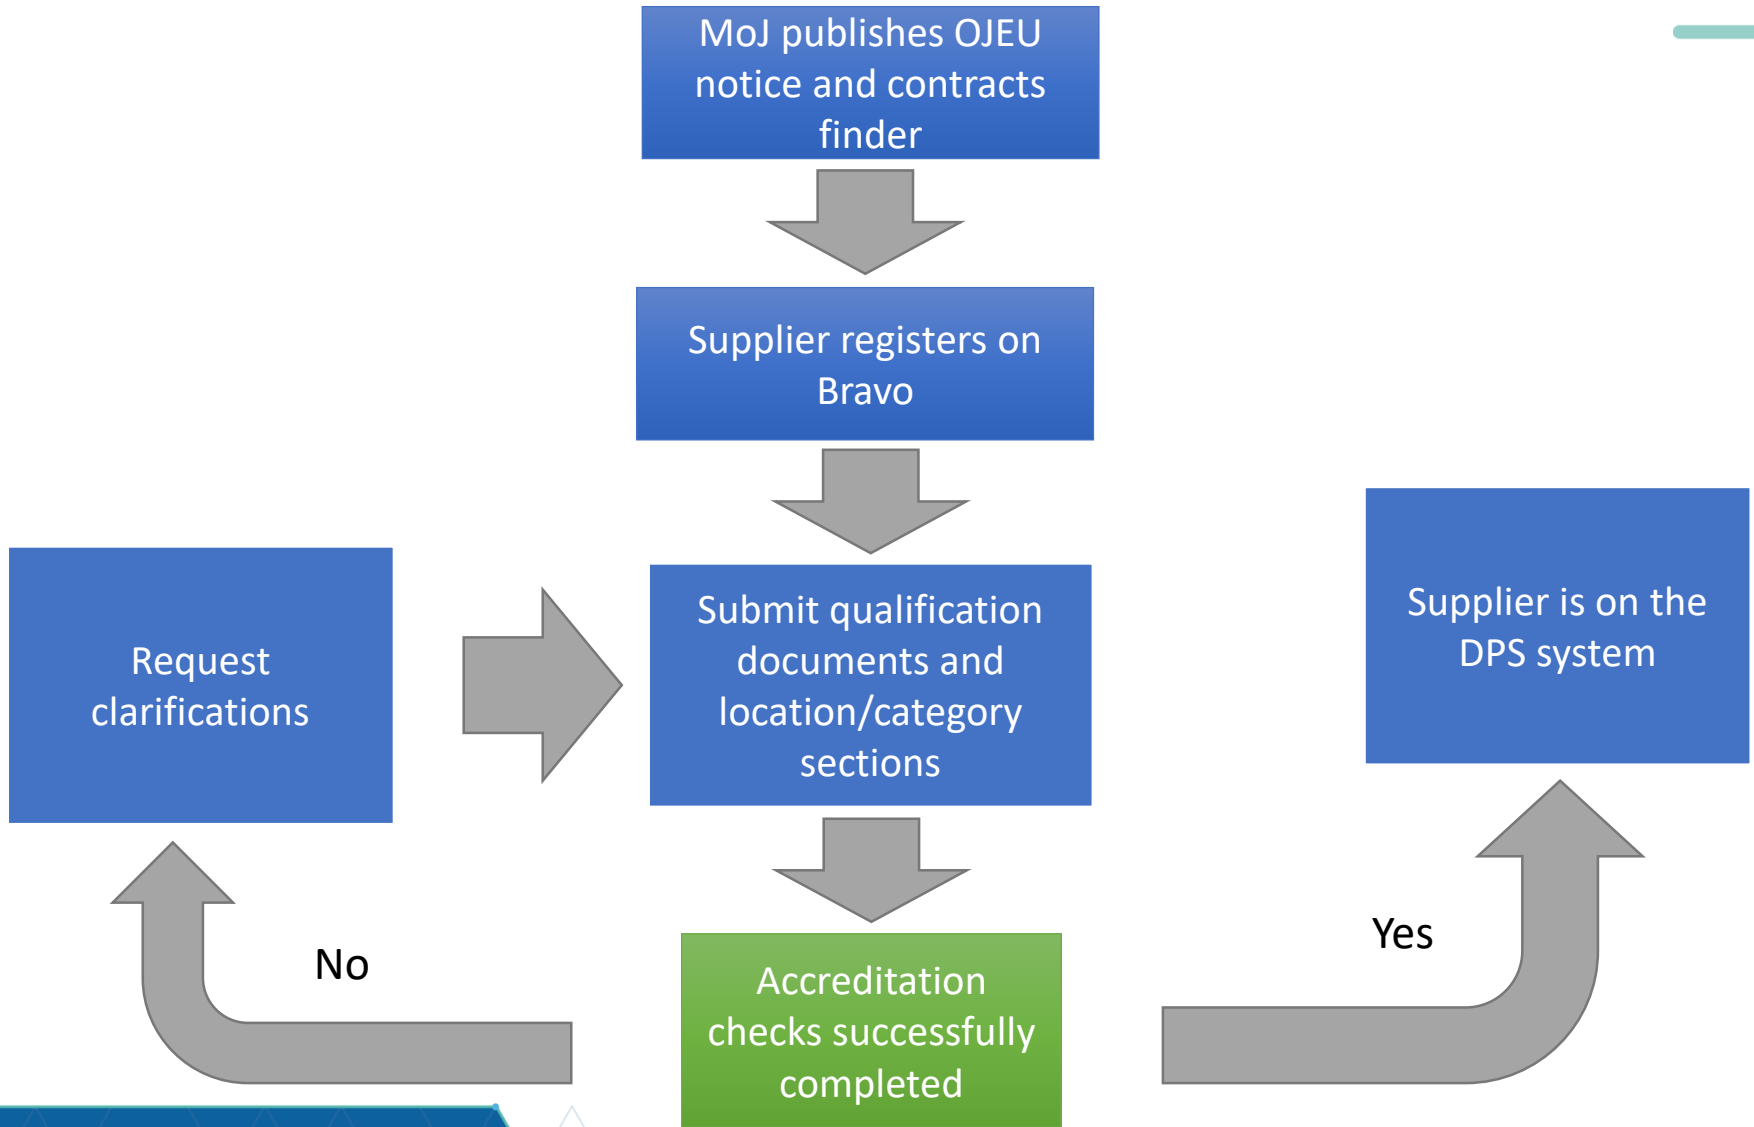 MoJ publishes OJEU
notice and contracts
finder
Supplier registers on
Bravo
Request
clarifications
Submit qualification
documents and
location/category
sections
Supplier is on the
DPS system
No
Yes
Accreditation
checks successfully
completed